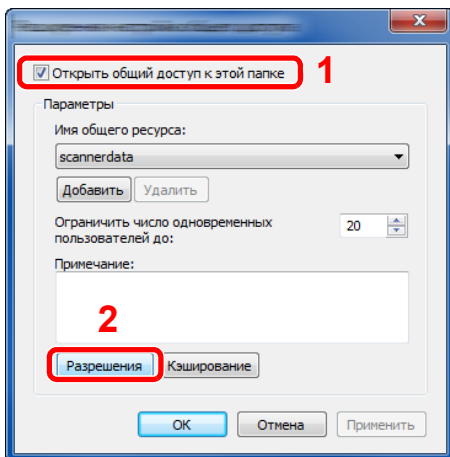 Открыть общий доступ к этой папке 1
Параметры
Имя общего ресурса:
scannerdata
Добавить Удалить
Ограничить число одновременных 20
пользователей до:
Примечание:
2
Разрешения Кэширование
OK Отмена Применить